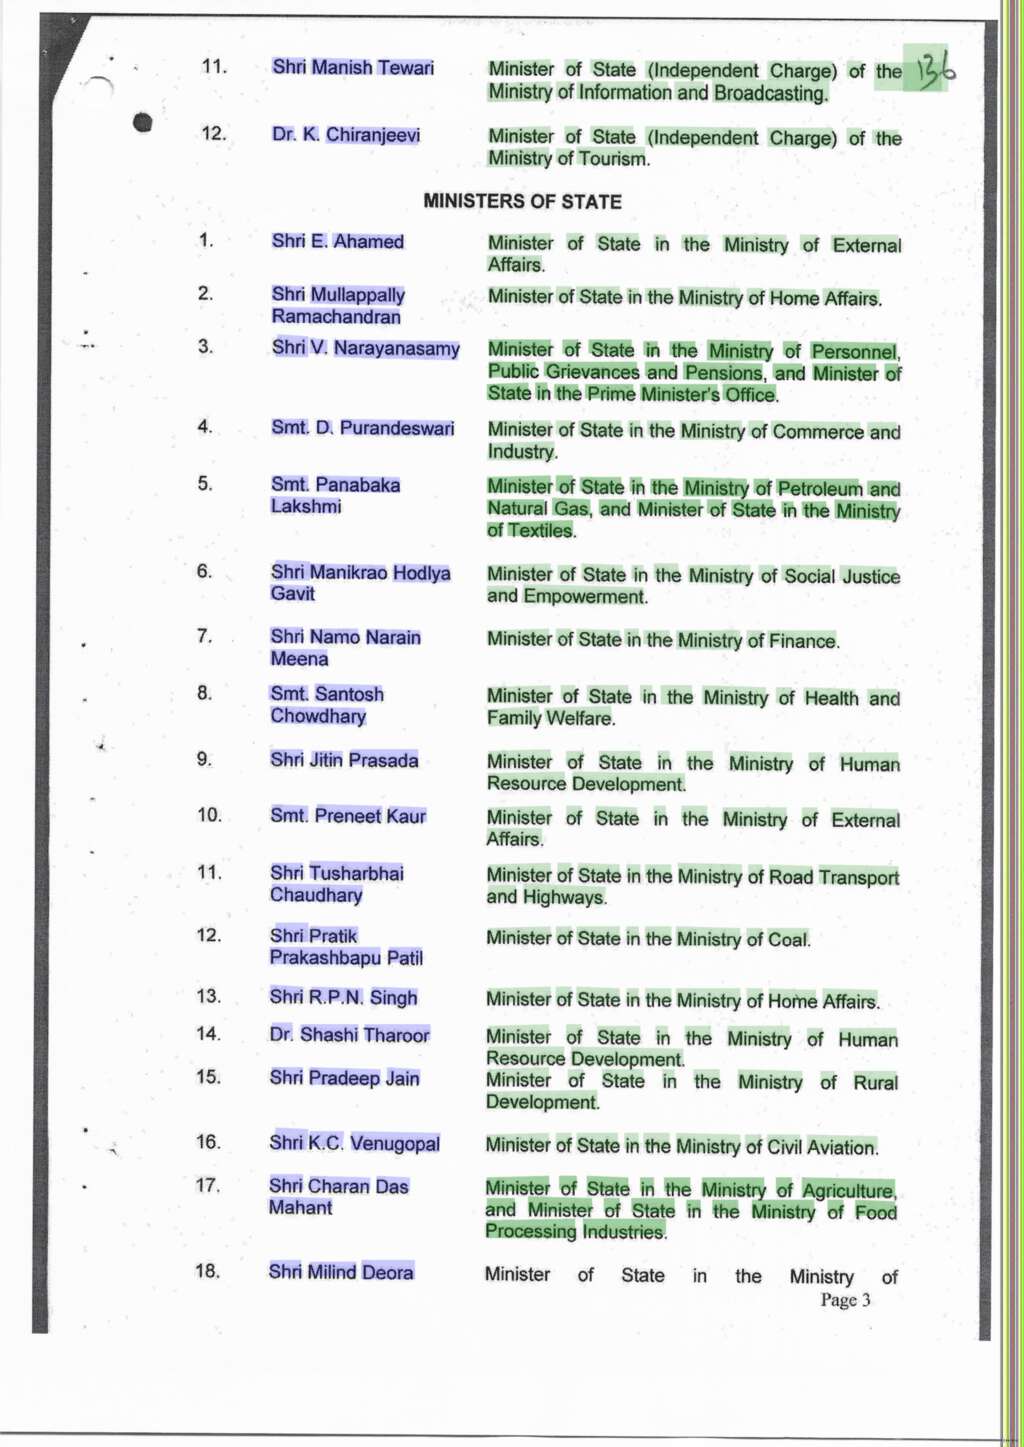 11. Shri Manish Tewari Minister of State (Independent Charge) of the 136
Ministry of Information and Broadcasting.
12. Dr. K. Chiranjeevi Minister of State (Independent Charge) of the
Ministry of Tourism.
MINISTERS OF STATE
1. Shri E. Ahamed Minister of State in the Ministry of External
Affairs.
2. Shri Mullappally Minister of State in the Ministry of Home Affairs.
Ramachandran
3. Shri V. Narayanasamy Minister of State in the Ministry of Personnel,
Public Grievances and Pensions, and Minister of
State in the Prime Minister's Office.
4. Smt. D. Purandeswari Minister of State in the Ministry of Commerce and
Industry.
5. Smt. Panabaka Minister of State in the Ministry of Petroleum and
Lakshmi Natural Gas, and Minister of State in the Ministry
of Textiles.
6. Shri Manikrao Hodlya Minister of State in the Ministry of Social Justice
Gavit and Empowerment.
7. Shri Namo Narain Minister of State in the Ministry of Finance.
Meena
8. Smt. Santosh Minister of State in the Ministry of Health and
Chowdhary Family Welfare.
9. Shri Jitin Prasada Minister of State in the Ministry of Human
Resource Development.
10. Smt. Preneet Kaur Minister of State in the Ministry of External
Affairs.
11. Shri Tusharbhai Minister of State in the Ministry of Road Transport
Chaudhary and Highways.
12. Shri Pratik Minister of State in the Ministry of Coal.
Prakashbapu Patil
13. Shri R.P.N. Singh Minister of State in the Ministry of Home Affairs.
14. Dr. Shashi Tharoor Minister of State in the Ministry of Human
Resource Development.
15. Shri Pradeep Jain Minister of State in the Ministry of Rural
Development.
16. Shri K.C. Venugopal Minister of State in the Ministry of Civil Aviation.
17. Shri Charan Das Minister of State in the Ministry of Agriculture,
Mahant and Minister of State in the Ministry of Food
Processing Industries.
18. Shri Milind Deora Minister of State in the Ministry of
Page 3